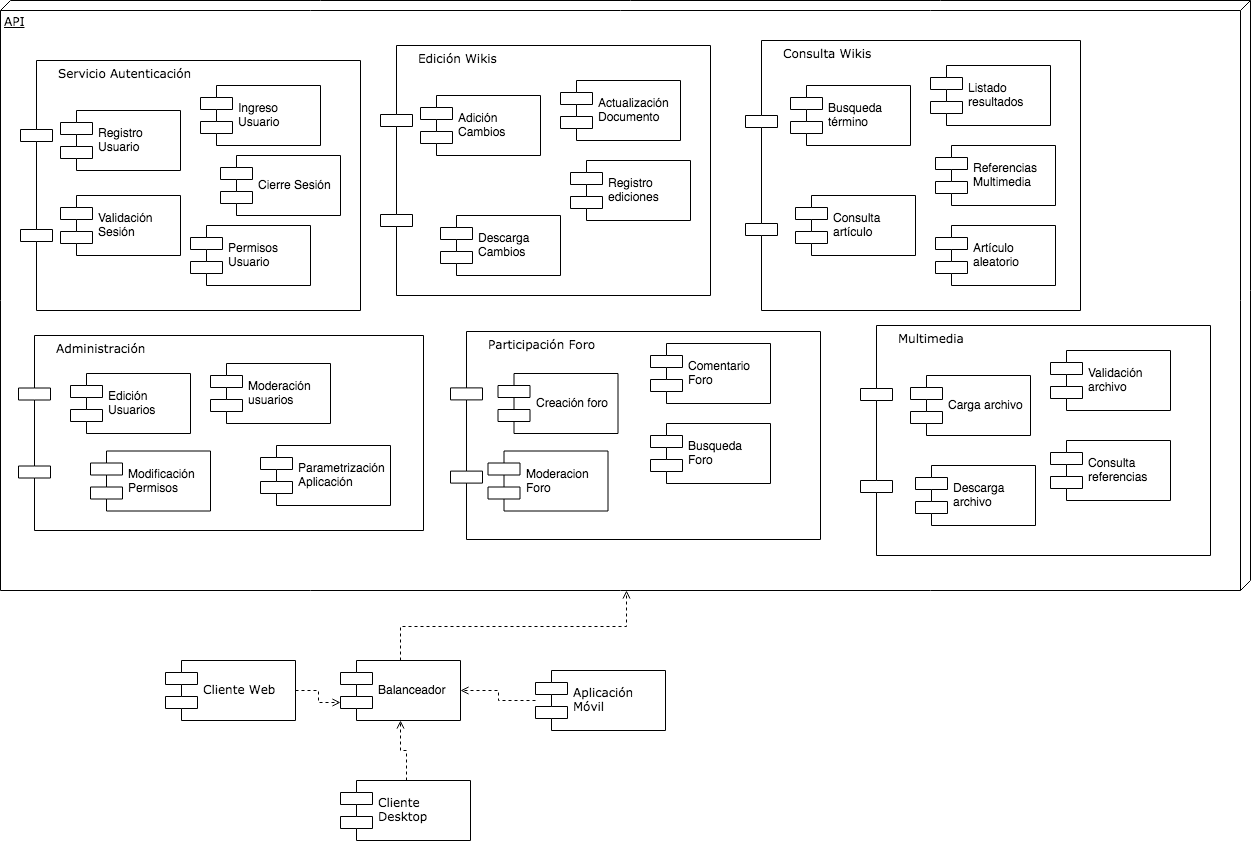 API
Servicio Autenticación
Registro
Usuario
Ingreso
Usuario
Cierre Sesión
Validación
Sesión
Permisos
Usuario
Edición Wikis
Adición
Cambios
Actualización
Documento
Registro
ediciones
Descarga
Cambios
Consulta Wikis
Busqueda
término
Listado
resultados
Referencias
Multimedia
Consulta
artículo
Artículo
aleatorio
Administración
Edición
Usuarios
Moderación
usuarios
Modificación
Permisos
Parametrización
Aplicación
Participación Foro
Creación foro
Comentario
Foro
Busqueda
Foro
Moderacion
Foro
Multimedia
Carga archivo
Validación
archivo
Descarga
archivo
Consulta
referencias
Cliente Web
Balanceador
Aplicación
Móvil
Cliente
Desktop